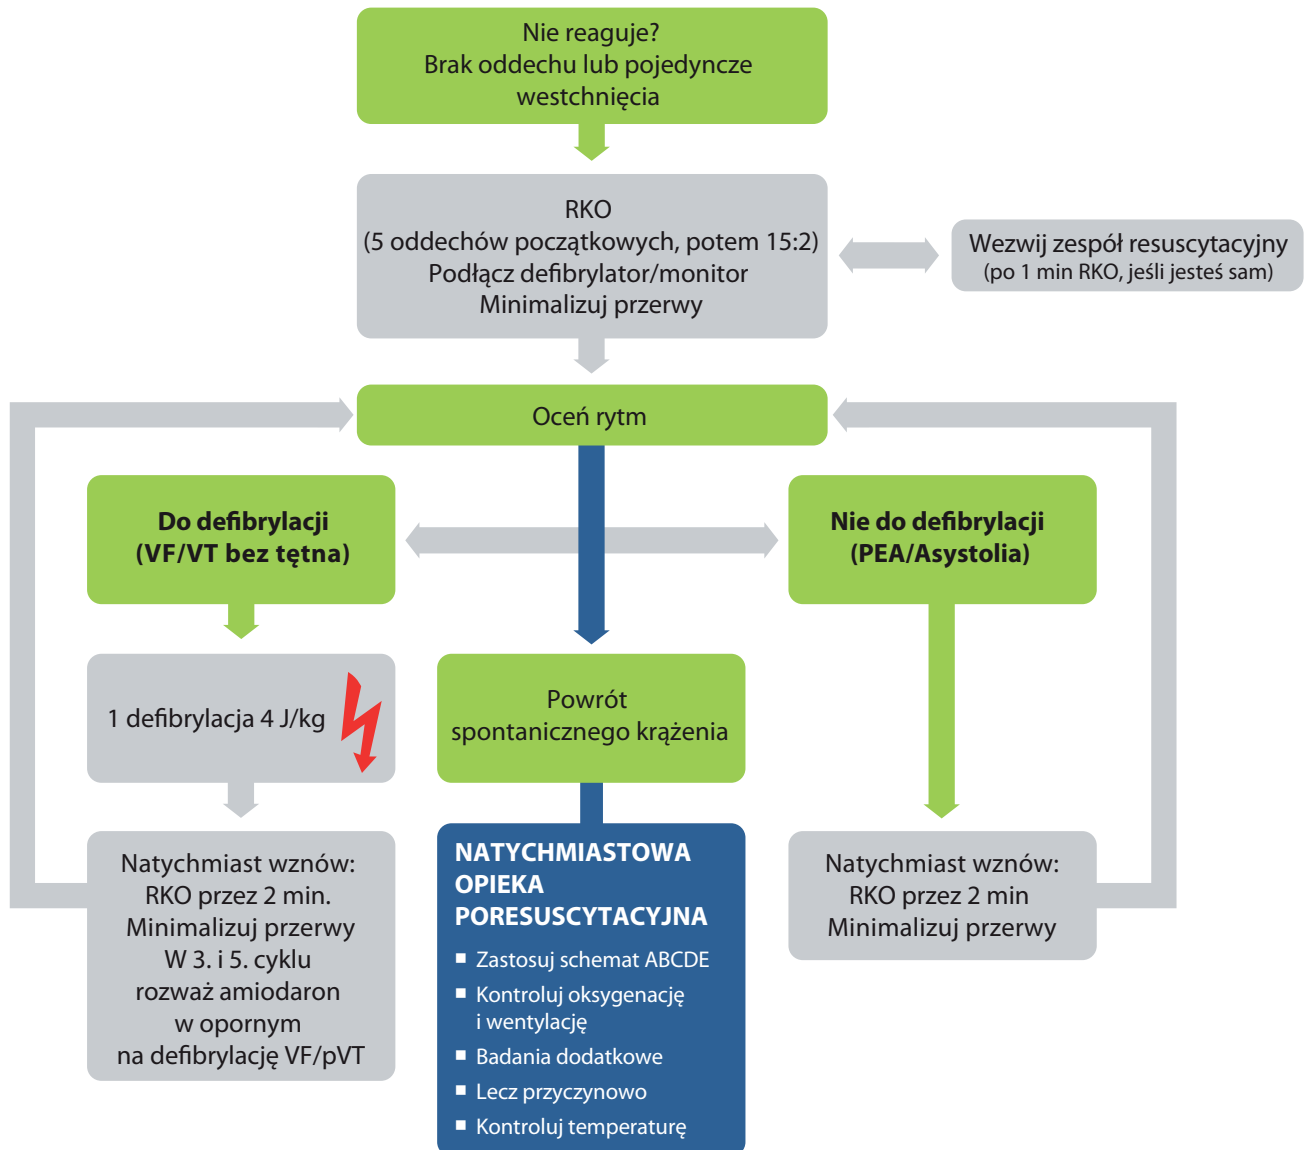 Nie reaguje?
Brak oddechu lub pojedyncze
westchnięcia
RKO
(5 oddechów początkowych, potem 15:2)
Podłącz defibrylator/monitor
Minimalizuj przerwy
Wezwij zespół resuscytacyjny
(po 1 min RKO, jeśli jesteś sam)
Oceń rytm
Do defibrylacji
(VF/VT bez tętna)
Nie do defibrylacji
(PEA/Asystolia)
1 defibrylacja 4 J/kg
Powrót
spontanicznego krążenia
Natychmiast wznów:
RKO przez 2 min.
Minimalizuj przerwy
W 3. i 5. cyklu
rozważ amiodaron
w opornym
na defibrylację VF/pVT
NATYCHMIASTOWA
OPIEKA
PORESUSCYTACYJNA
▪ Zastosuj schemat ABCDE
▪ Kontroluj oksygenację
i wentylację
▪ Badania dodatkowe
▪ Lecz przyczynowo
▪ Kontroluj temperaturę
Natychmiast wznów:
RKO przez 2 min
Minimalizuj przerwy